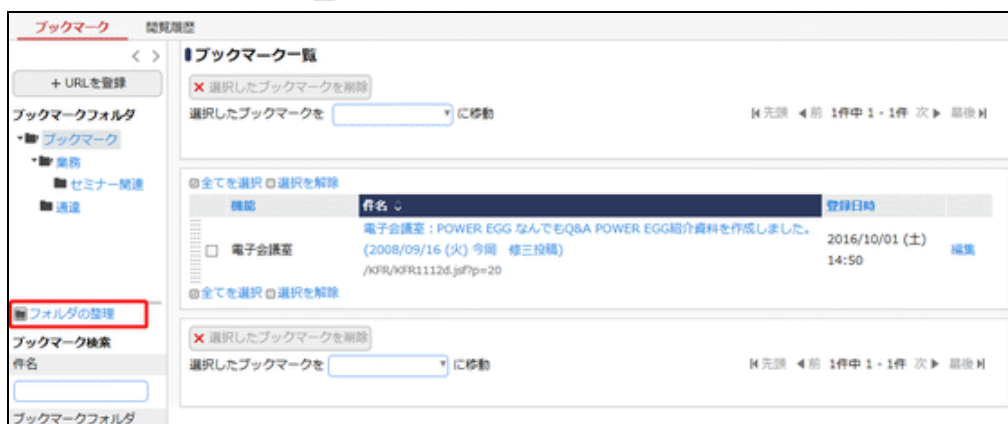 ブックマーク 閲覧履歴
< >
+ URLを登録
ブックマークフォルダ
ブックマーク
業務
セミナー関連
通達
フォルダの整理
ブックマーク検索
件名
ブックマークフォルダ
ブックマーク一覧
× 選択したブックマークを削除
選択したブックマークを に移動 先頭 前 1件中 1 - 1件 次 最後
全てを選択 選択を解除
機能 件名 登録日時
電子会議室 電子会議室：POWER EGG なんでもQ&A POWER EGG紹介資料を作成しました。
(2008/09/16 (火) 今岡 修三投稿)
/KFR/KFR1112d.jsf?p=20
2016/10/01 (土)
14:50
編集
全てを選択 選択を解除
× 選択したブックマークを削除
選択したブックマークを に移動 先頭 前 1件中 1 - 1件 次 最後